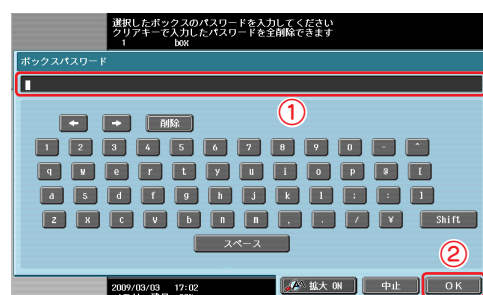 選択したボックスのパスワードを入力してください
クリアキーで入力したパスワードを全削除できます
1 box
ボックスパスワード
①
← → 削除
1 2 3 4 5 6 7 8 9 0 - ^
q w e r t y u i o p @ [
a s d f g h j k l ; : ]
z x c v b n m , . / ¥ Shift
スペース
②
拡大 ON 中止 OK
2009/03/03 17:02